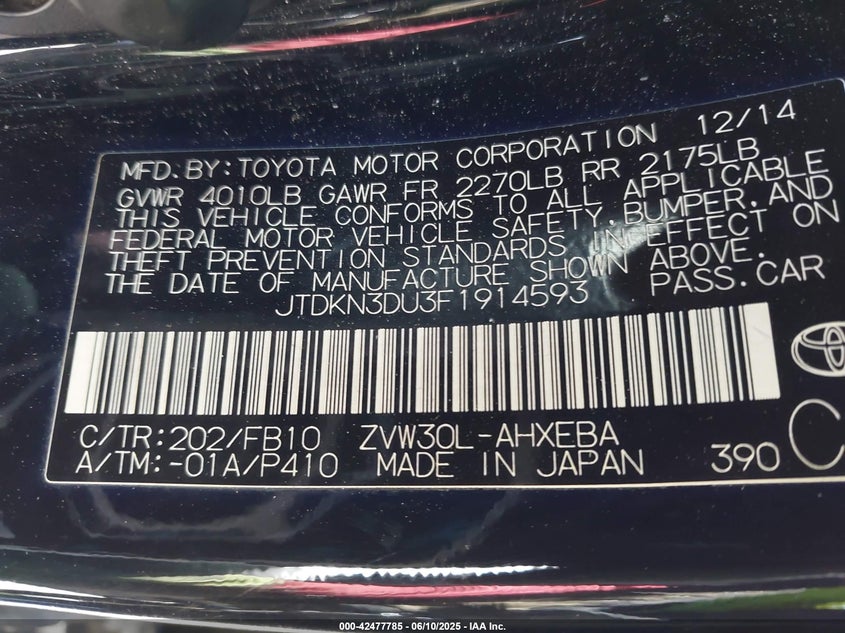 12/14
MFD.BY:TOYOTA MOTOR CORPORATION
GVWR 4010LB GAWR FR 2270LB RR 2175LB
THIS VEHICLE CONFORMS TO ALL APPLICABLE
FEDERAL MOTOR VEHICLE SAFETY,BUMPER,AND
THEFT PREVENTION STANDARDS IN EFFECT ON
THE DATE OF MANUFACTURE SHOWN ABOVE.
JTDKN3DU3F1914593 PASS.CAR
C/TR:202/FB10 ZVW30L-AHXEBA
A/TM:-01A/P410 MADE IN JAPAN 390 C
000-42477785 - 06/10/2025 - IAA Inc.